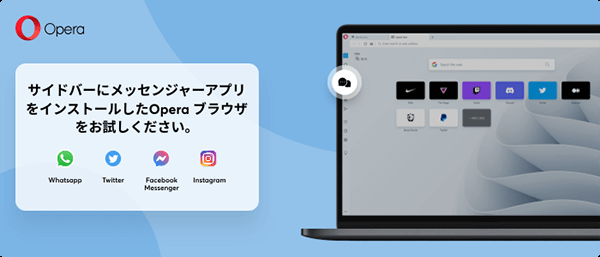 Opera
サイドバーにメッセンジャーアプリ
をインストールしたOpera ブラウザ
をお試しください。
Whatsapp
Twitter
Facebook
Messenger
Instagram